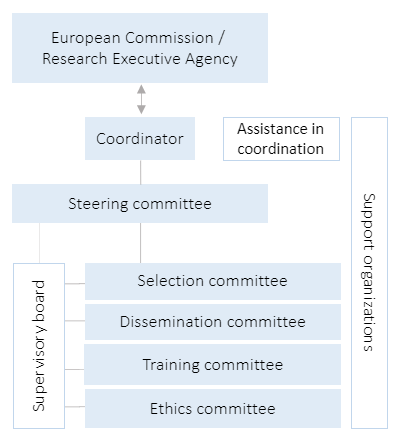 European Commission /
Research Executive Agency
Coordinator
Assistance in
coordination
Steering committee
Support organizations
Supervisory board
Selection committee
Dissemination committee
Training committee
Ethics committee